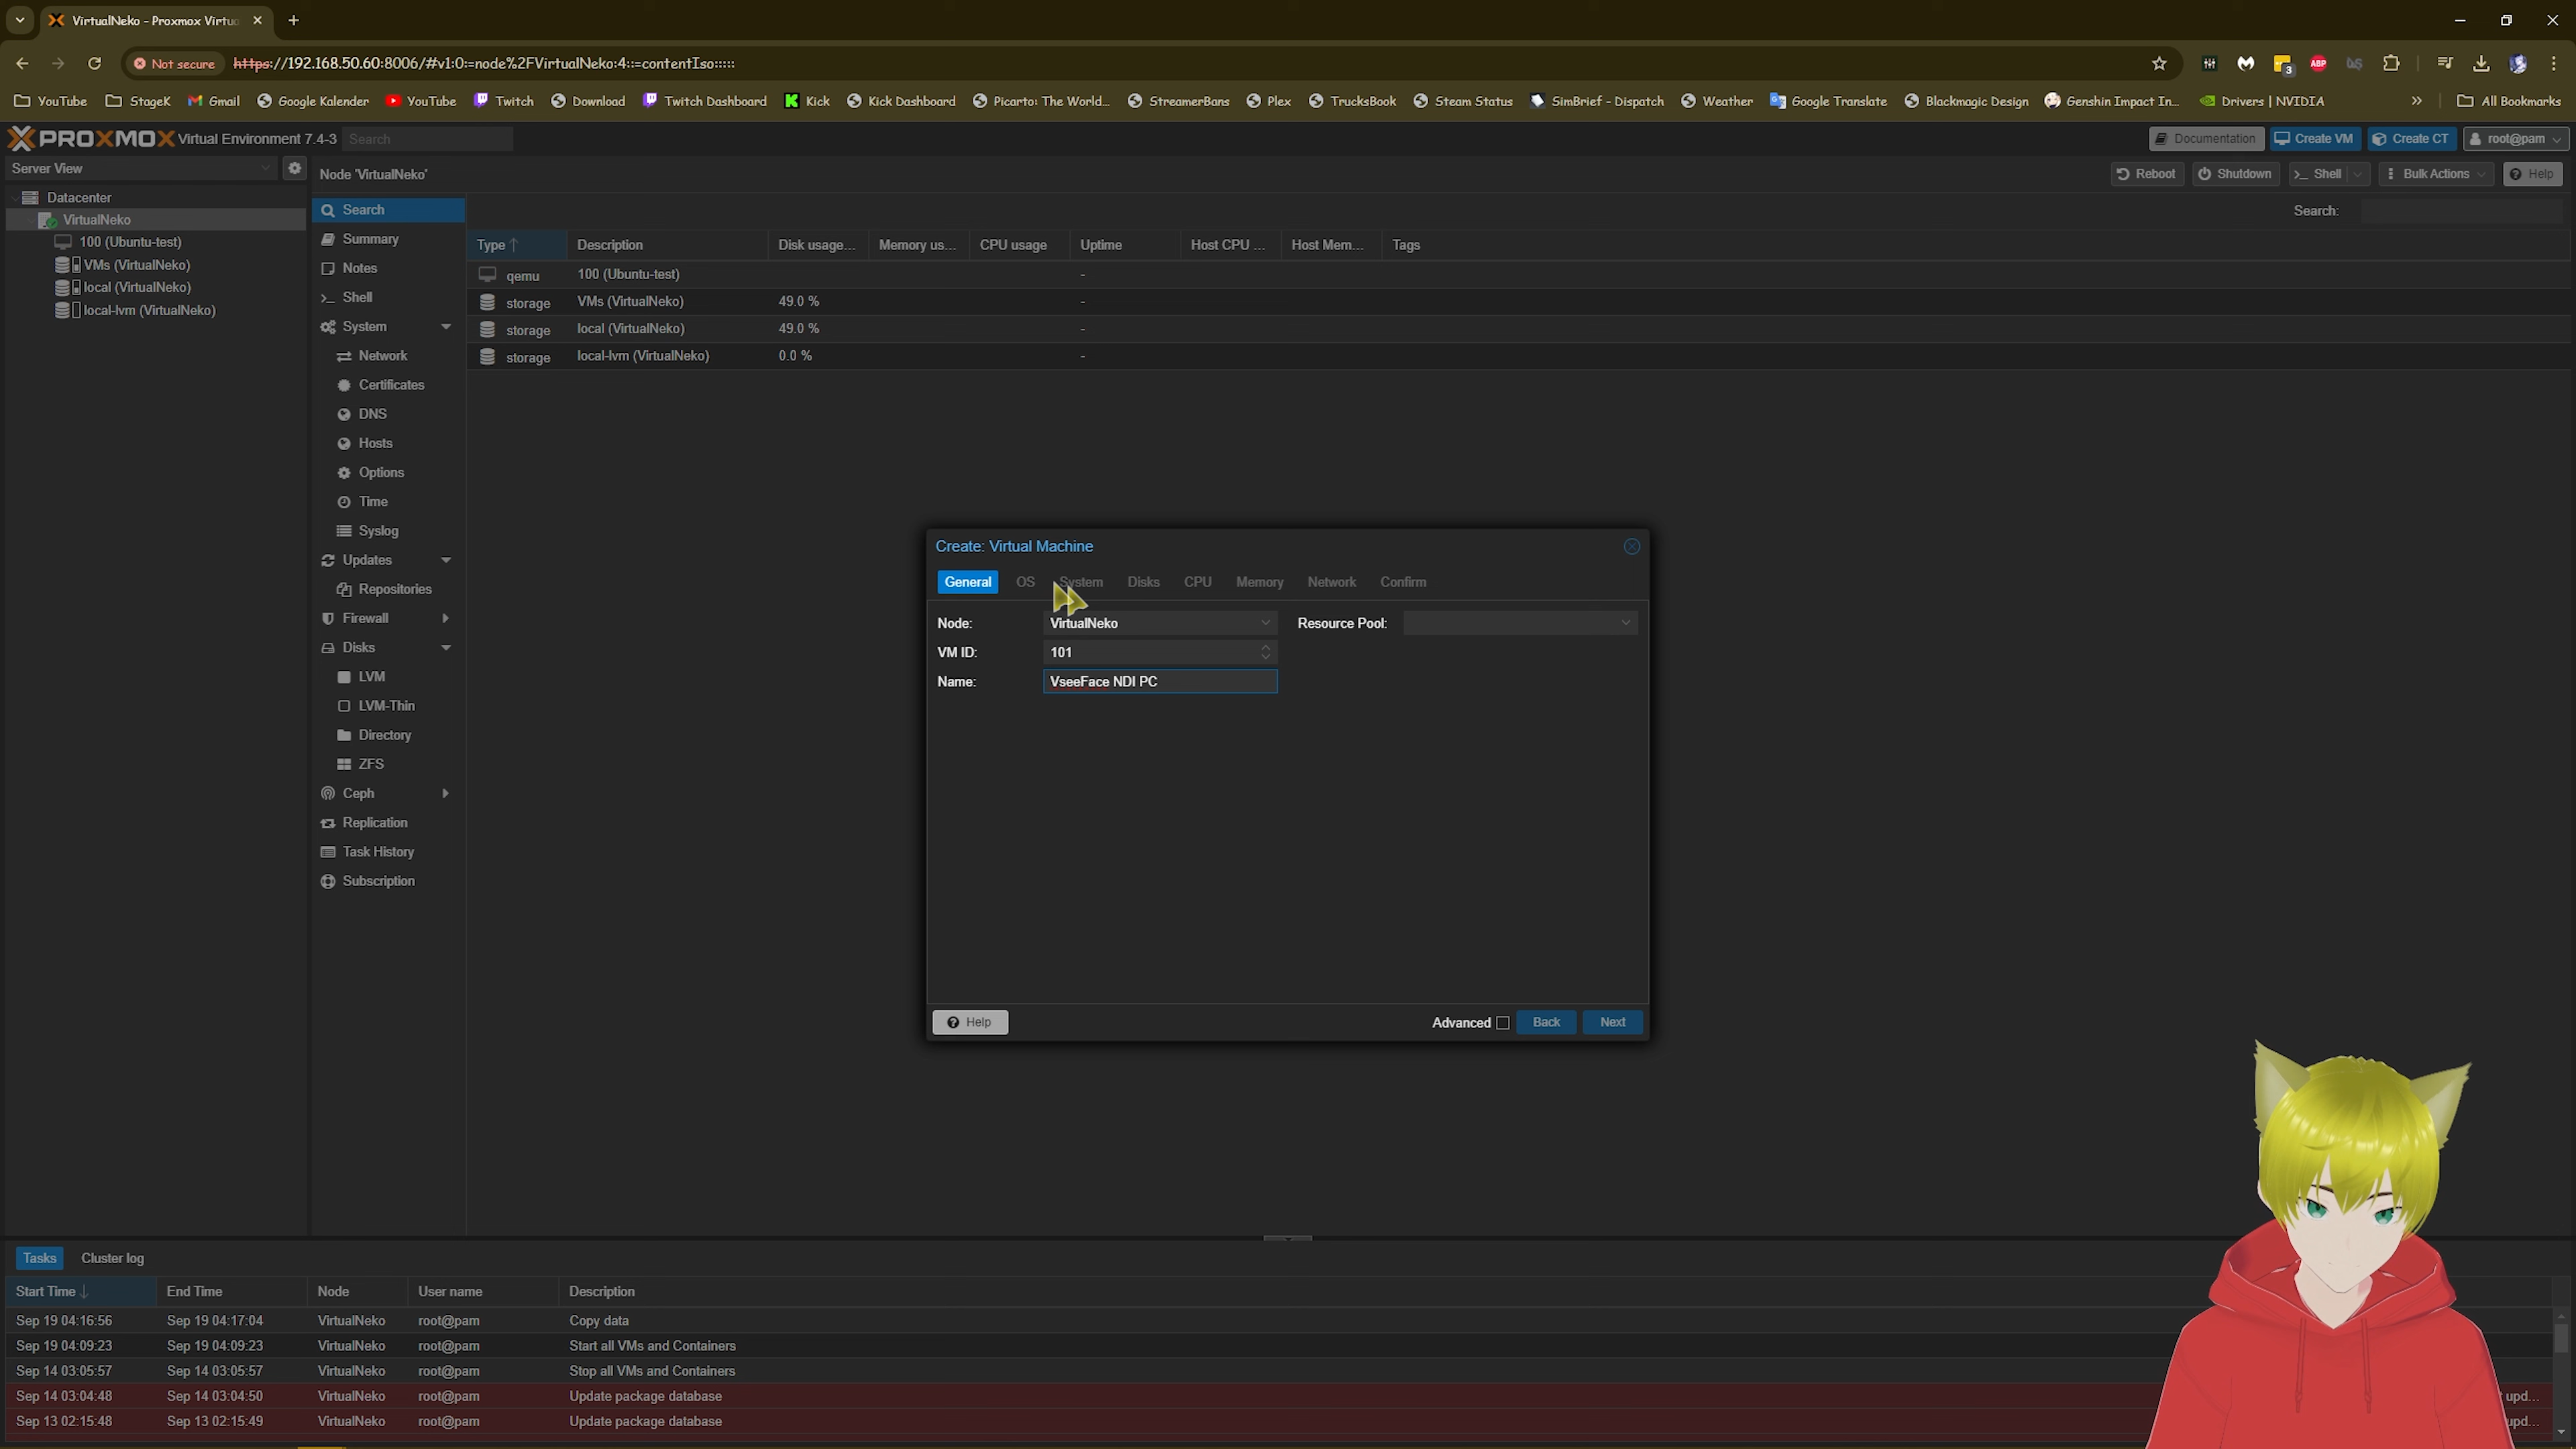 VirtualNeko - Proxmox Virtua
Not secure https://192.168.50.60:8006/#v1:0:=node%2FVirtualNeko:4::=contentIso:::::
3 ABP
YouTube StageK Gmail Google Kalender YouTube Twitch Download Twitch Dashboard Kick Kick Dashboard Picarto: The World... StreamerBans Plex TrucksBook Steam Status SimBrief - Dispatch Weather Google Translate Blackmagic Design Genshin Impact In... Drivers | NVIDIA » All Bookmarks
PROXMOX Virtual Environment 7.4-3 Search Documentation Create VM Create CT root@pam
Server View
Node 'VirtualNeko' Reboot Shutdown Shell Bulk Actions Help
Datacenter
VirtualNeko
100 (Ubuntu-test)
VMs (VirtualNeko)
local (VirtualNeko)
local-lvm (VirtualNeko)
Search
Summary
Notes
Shell
System
Network
Certificates
DNS
Hosts
Options
Time
Syslog
Updates
Repositories
Firewall
Disks
LVM
LVM-Thin
Directory
ZFS
Ceph
Replication
Task History
Subscription
Search:
Type Description Disk usage... Memory us... CPU usage Uptime Host CPU ... Host Mem... Tags
qemu 100 (Ubuntu-test) -
storage VMs (VirtualNeko) 49.0 % -
storage local (VirtualNeko) 49.0 % -
storage local-lvm (VirtualNeko) 0.0 % -
Create: Virtual Machine
General OS System Disks CPU Memory Network Confirm
Node: VirtualNeko Resource Pool:
VM ID: 101
Name: VseeFace NDI PC
Help Advanced Back Next
Tasks Cluster log
Start Time End Time Node User name Description
Sep 19 04:16:56 Sep 19 04:17:04 VirtualNeko root@pam Copy data
Sep 19 04:09:23 Sep 19 04:09:23 VirtualNeko root@pam Start all VMs and Containers
Sep 14 03:05:57 Sep 14 03:05:57 VirtualNeko root@pam Stop all VMs and Containers
Sep 14 03:04:48 Sep 14 03:04:50 VirtualNeko root@pam Update package database upd...
Sep 13 02:15:48 Sep 13 02:15:49 VirtualNeko root@pam Update package database upd...